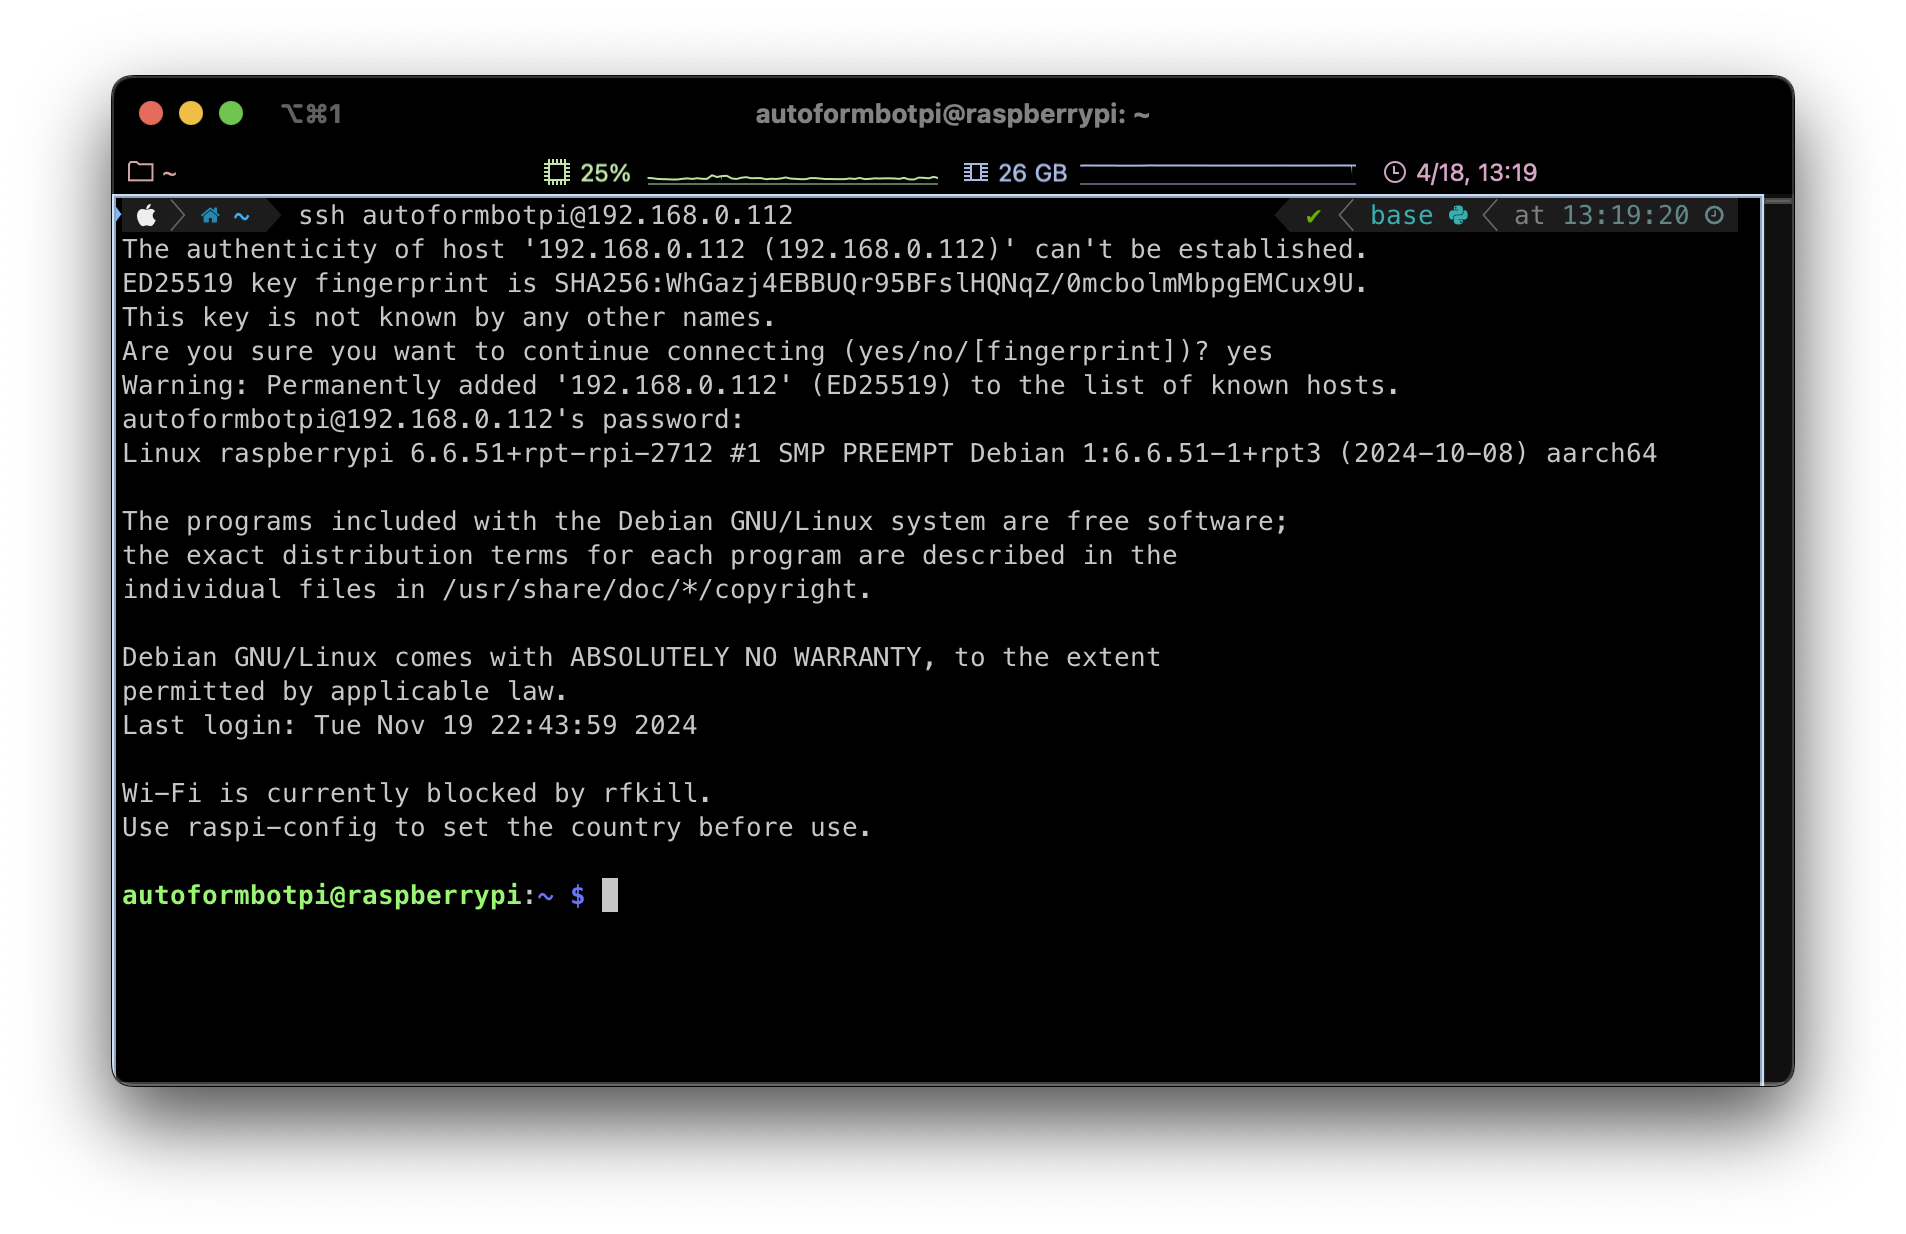 ⌥⌘1
autoformbotpi@raspberrypi: ~
~ 25% 26 GB 4/18, 13:19
~ ssh autoformbotpi@192.168.0.112 ✔ base at 13:19:20
The authenticity of host '192.168.0.112 (192.168.0.112)' can't be established.
ED25519 key fingerprint is SHA256:WhGazj4EBBUQr95BFslHQNqZ/0mcbolmMbpgEMCux9U.
This key is not known by any other names.
Are you sure you want to continue connecting (yes/no/[fingerprint])? yes
Warning: Permanently added '192.168.0.112' (ED25519) to the list of known hosts.
autoformbotpi@192.168.0.112's password:
Linux raspberrypi 6.6.51+rpt-rpi-2712 #1 SMP PREEMPT Debian 1:6.6.51-1+rpt3 (2024-10-08) aarch64
The programs included with the Debian GNU/Linux system are free software;
the exact distribution terms for each program are described in the
individual files in /usr/share/doc/*/copyright.
Debian GNU/Linux comes with ABSOLUTELY NO WARRANTY, to the extent
permitted by applicable law.
Last login: Tue Nov 19 22:43:59 2024
Wi-Fi is currently blocked by rfkill.
Use raspi-config to set the country before use.
autoformbotpi@raspberrypi:~ $